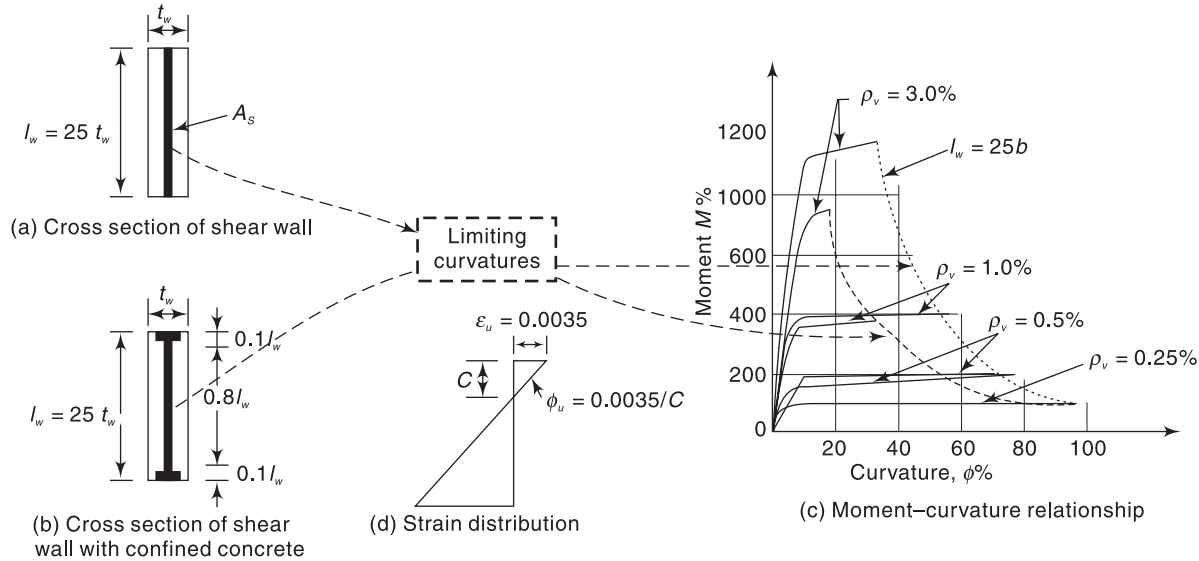 t_w
l_w = 25 t_w
A_s
(a) Cross section of shear wall
t_w
0.1l_w
l_w = 25 t_w
0.8l_w
0.1l_w
(b) Cross section of shear
wall with confined concrete
Limiting
curvatures
ε_u = 0.0035
C
ϕ_u = 0.0035/C
(d) Strain distribution
Moment M%
1200
1000
800
600
400
200
0
ρ_v = 3.0%
l_w = 25b
ρ_v = 1.0%
ρ_v = 0.5%
ρ_v = 0.25%
20 40 60 80 100
Curvature, ϕ%
(c) Moment–curvature relationship